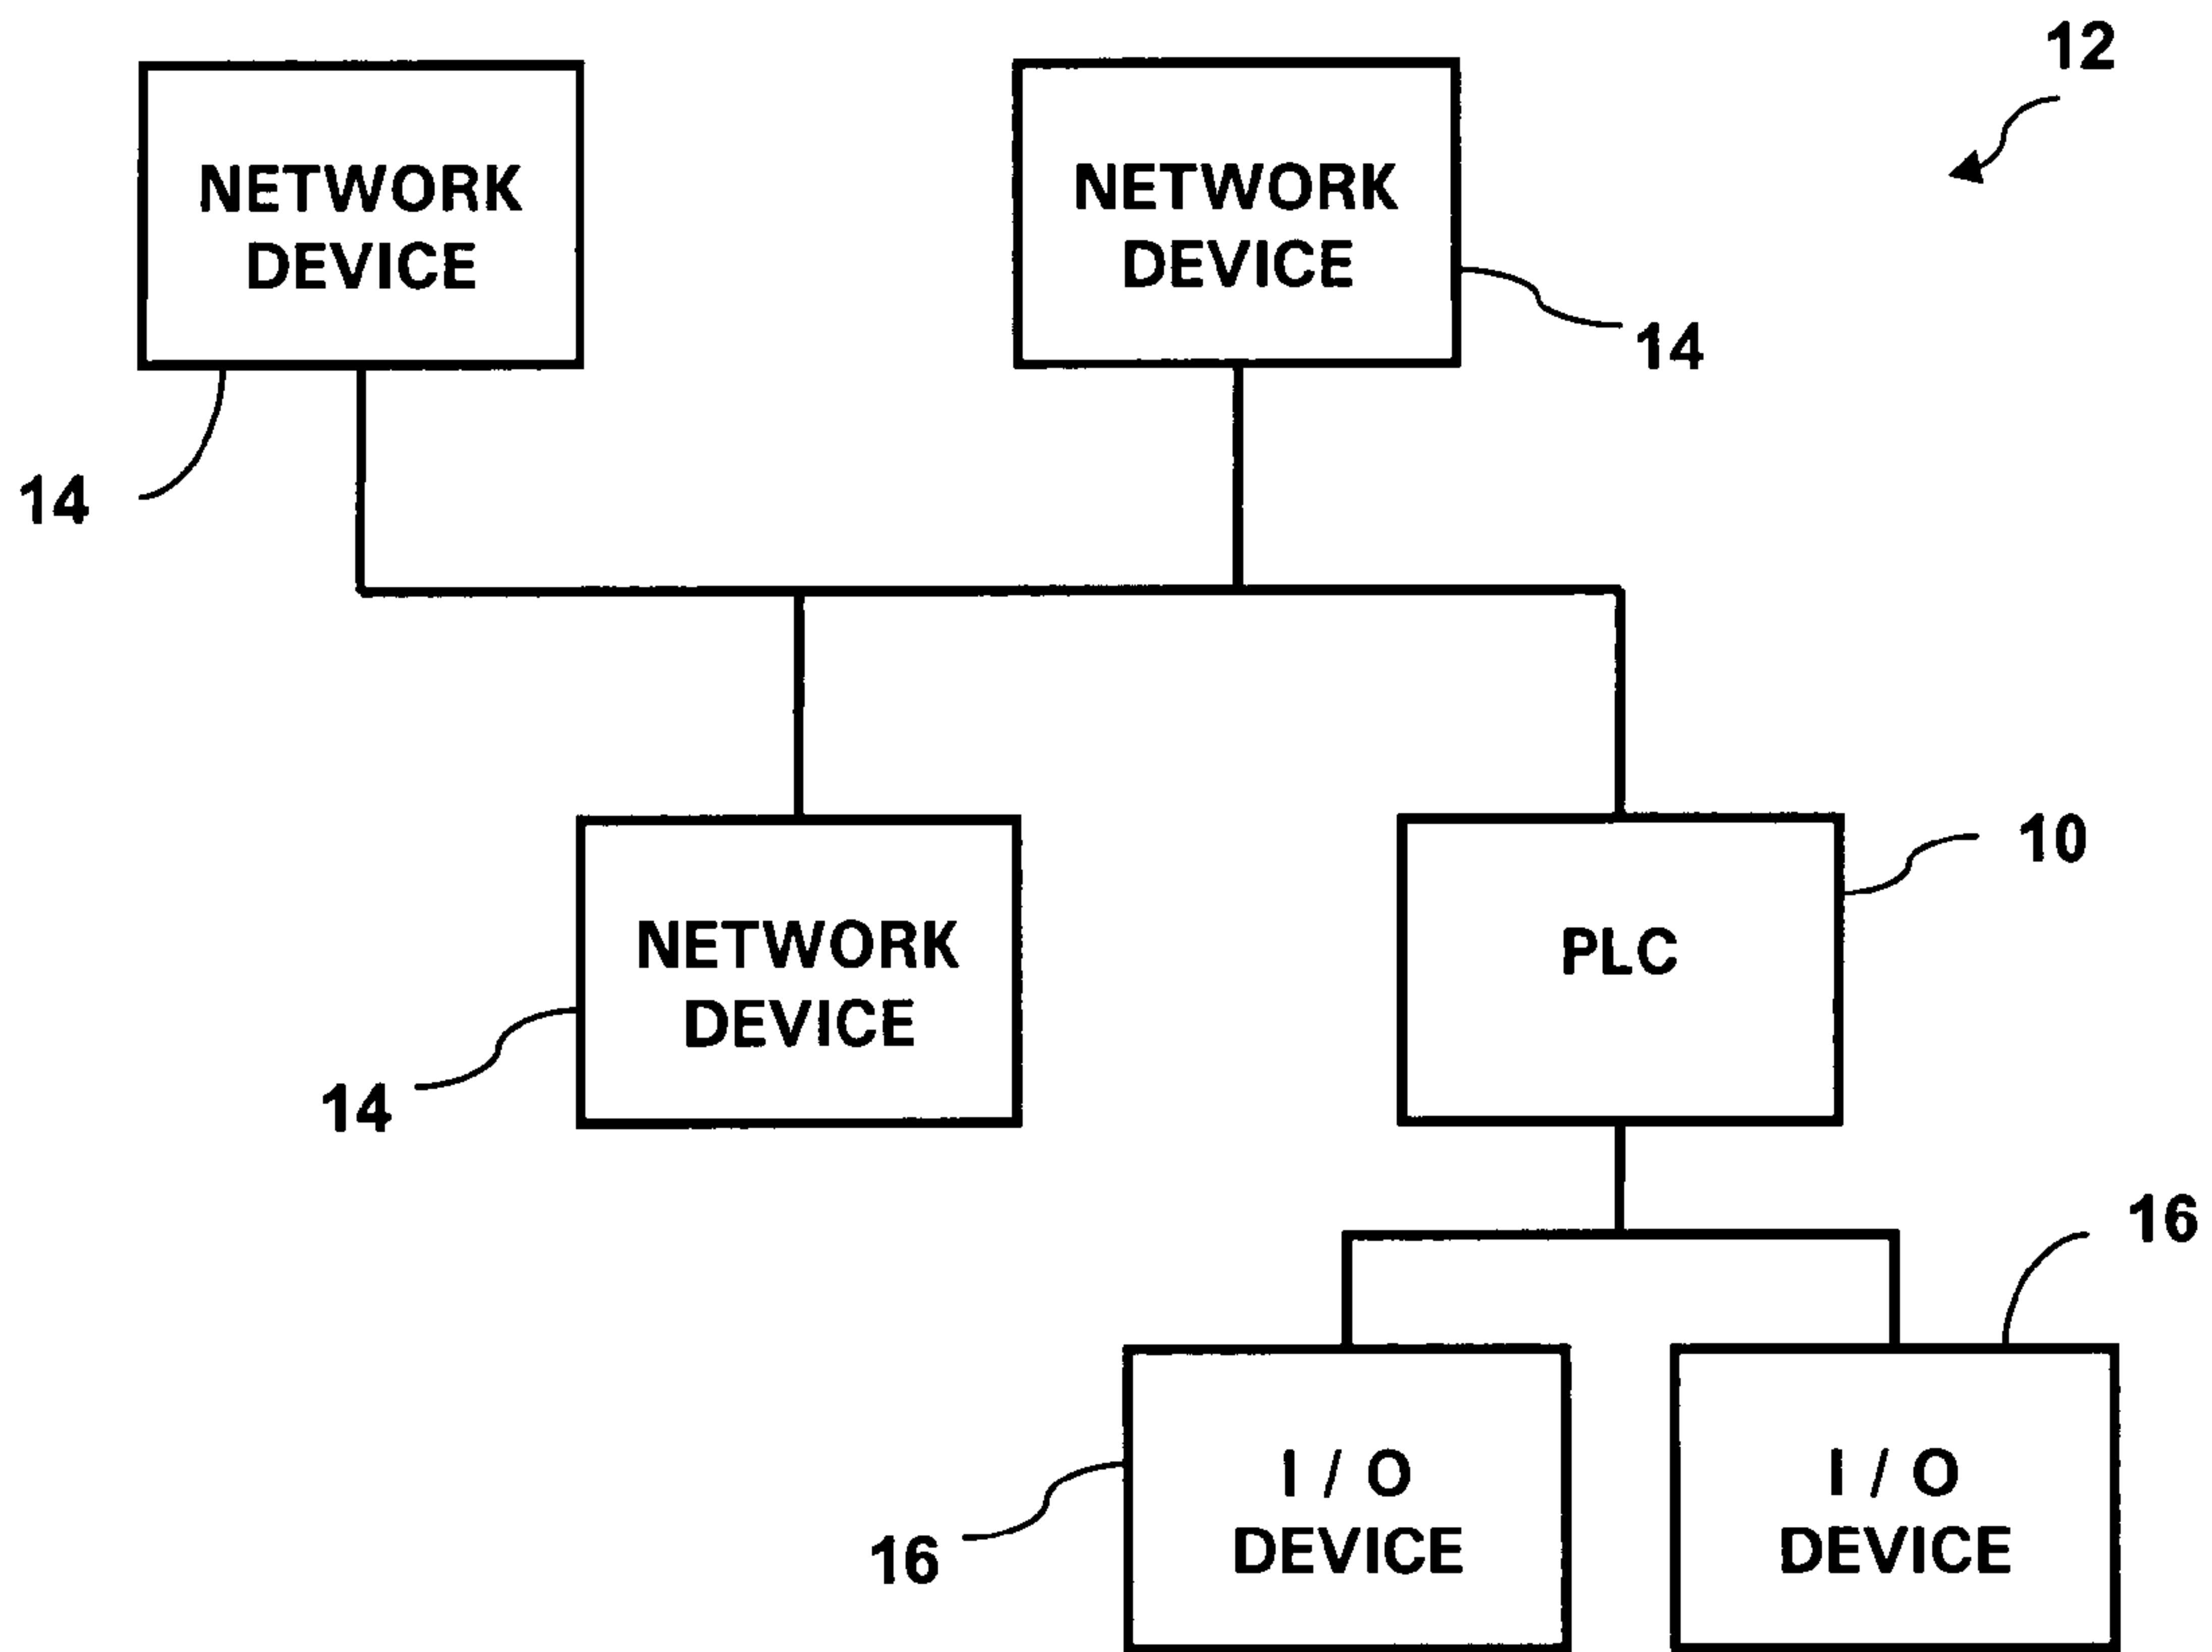 12
NETWORK
DEVICE
NETWORK
DEVICE
14
14
10
NETWORK
DEVICE
PLC
14
16
I / O
DEVICE
I / O
DEVICE
16